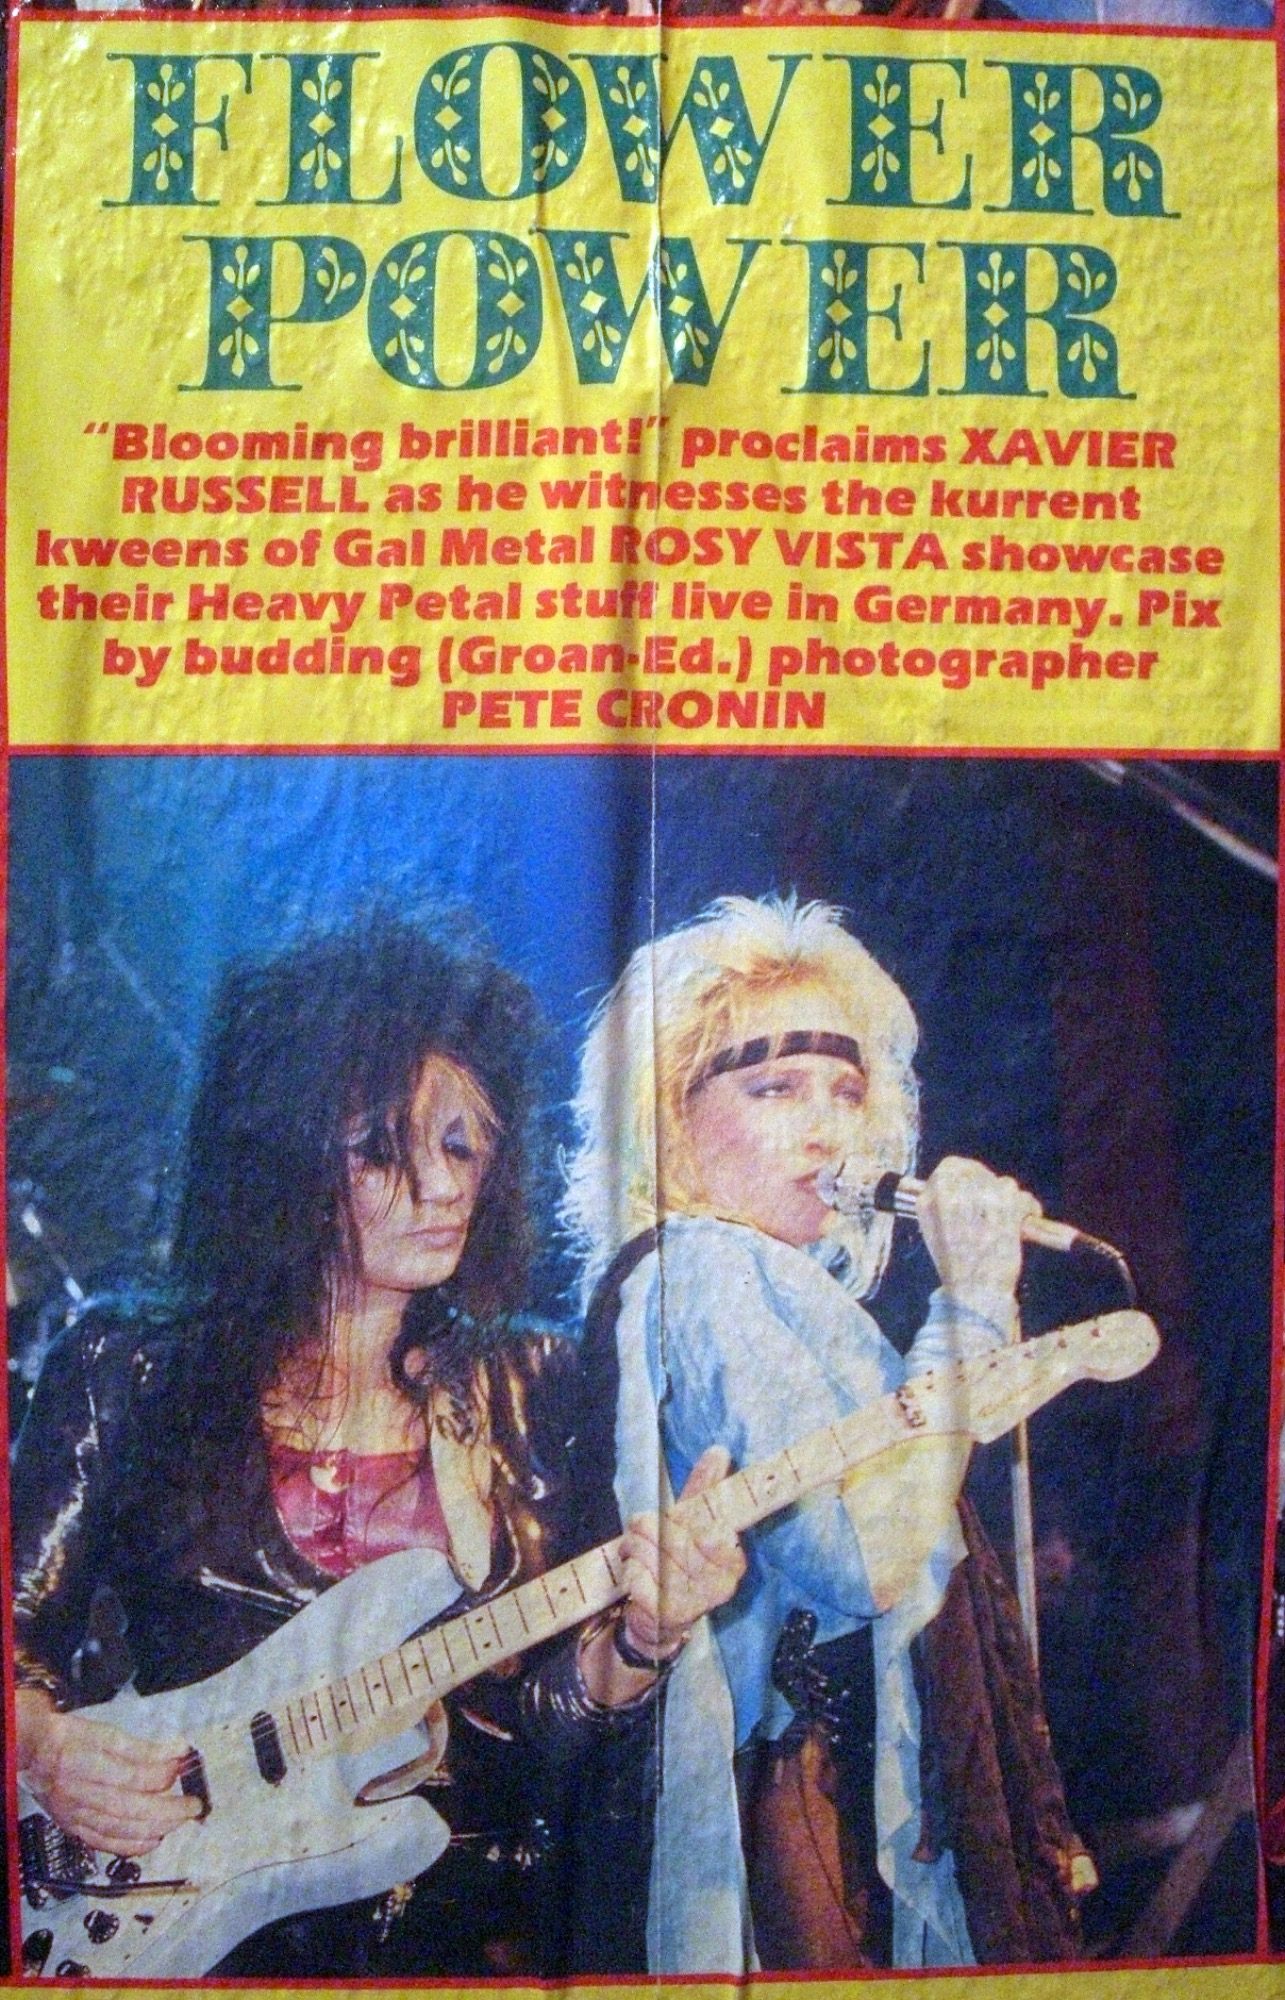 FLOWER
POWER
“Blooming brilliant!” proclaims XAVIER
RUSSELL as he witnesses the kurrent
kweens of Gal Metal ROSY VISTA showcase
their Heavy Petal stuff live in Germany. Pix
by budding (Groan-Ed.) photographer
PETE CRONIN